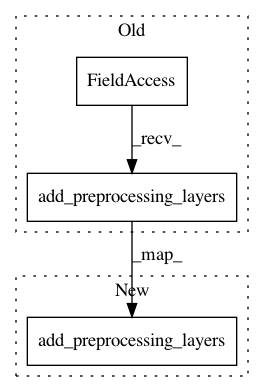 Old
FieldAccess
_recv_
add_preprocessing_layers
_map_
New
add_preprocessing_layers